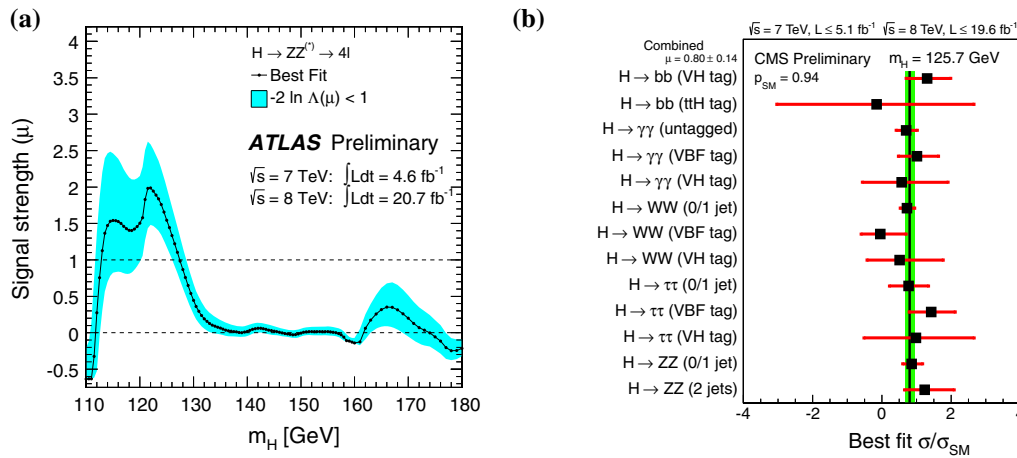 (a)
H → ZZ(*) → 4l
Best Fit
-2 ln Λ(μ) < 1
ATLAS Preliminary
√s = 7 TeV: ∫Ldt = 4.6 fb⁻¹
√s = 8 TeV: ∫Ldt = 20.7 fb⁻¹
Signal strength (μ)
4
3.5
3
2.5
2
1.5
1
0.5
0
-0.5
110 120 130 140 150 160 170 180
m_H [GeV]
(b)
√s = 7 TeV, L ≤ 5.1 fb⁻¹ √s = 8 TeV, L ≤ 19.6 fb⁻¹
Combined
μ = 0.80 ± 0.14
CMS Preliminary m_H = 125.7 GeV
p_SM = 0.94
H → bb (VH tag)
H → bb (ttH tag)
H → γγ (untagged)
H → γγ (VBF tag)
H → γγ (VH tag)
H → WW (0/1 jet)
H → WW (VBF tag)
H → WW (VH tag)
H → ττ (0/1 jet)
H → ττ (VBF tag)
H → ττ (VH tag)
H → ZZ (0/1 jet)
H → ZZ (2 jets)
-4 -2 0 2 4
Best fit σ/σ_SM